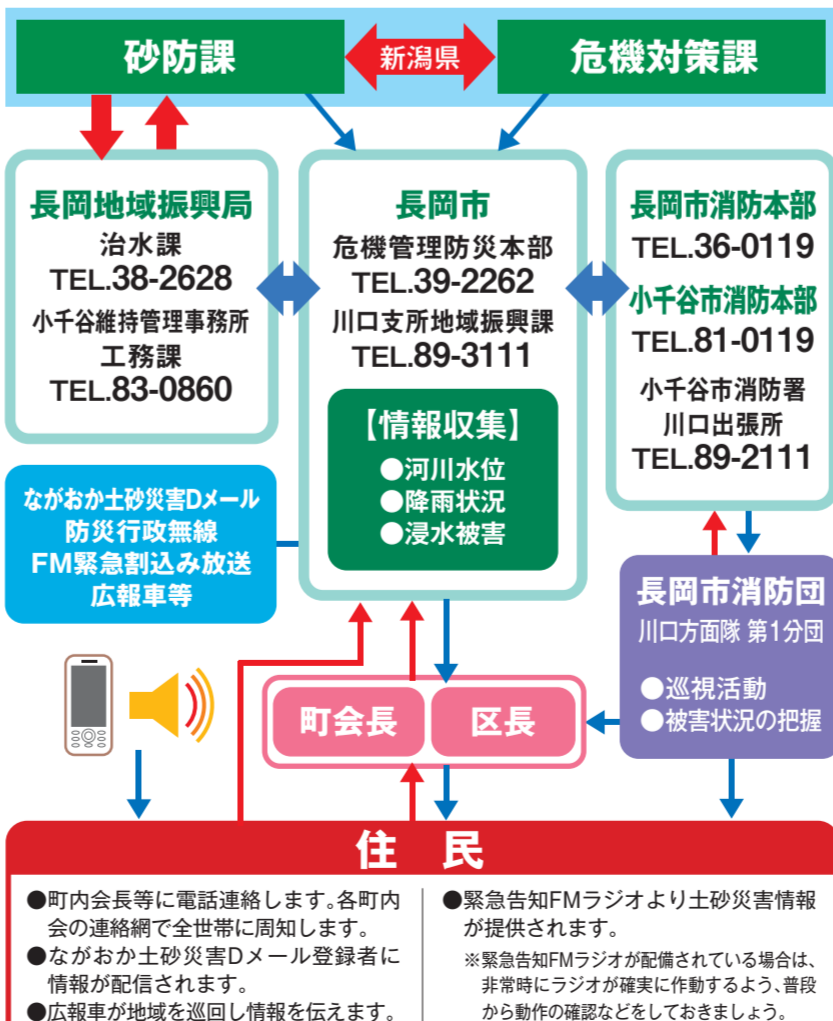 砂防課
新潟県
危機対策課
長岡地域振興局
治水課
TEL.38-2628
小千谷維持管理事務所
工務課
TEL.83-0860
長岡市
危機管理防災本部
TEL.39-2262
川口支所地域振興課
TEL.89-3111
【情報収集】
●河川水位
●降雨状況
●浸水被害
長岡市消防本部
TEL.36-0119
小千谷市消防本部
TEL.81-0119
小千谷市消防署
川口出張所
TEL.89-2111
ながおか土砂災害Dメール
防災行政無線
FM緊急割込み放送
広報車等
長岡市消防団
川口方面隊 第1分団
●巡視活動
●被害状況の把握
町会長
区長
住 民
●町内会長等に電話連絡します。各町内
会の連絡網で全世帯に周知します。
●ながおか土砂災害Dメール登録者に
情報が配信されます。
●広報車が地域を巡回し情報を伝えます。
●緊急告知FMラジオより土砂災害情報
が提供されます。
※緊急告知FMラジオが配備されている場合は、
非常時にラジオが確実に作動するよう、普段
から動作の確認などをしておきましょう。